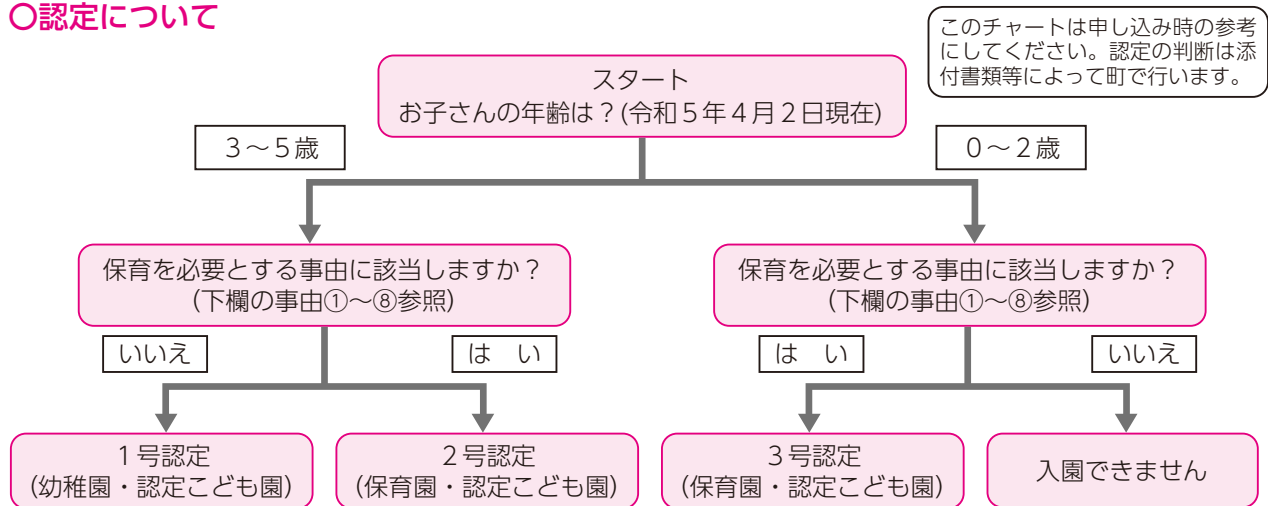 〇認定について
このチャートは申し込み時の参考
にしてください。認定の判断は添
付書類等によって町で行います。
スタート
お子さんの年齢は？(令和５年４月２日現在)
３～５歳
０～２歳
保育を必要とする事由に該当しますか？
(下欄の事由①～⑧参照)
保育を必要とする事由に該当しますか？
(下欄の事由①～⑧参照)
いいえ
は　い
は　い
いいえ
１号認定
(幼稚園・認定こども園)
２号認定
(保育園・認定こども園)
３号認定
(保育園・認定こども園)
入園できません